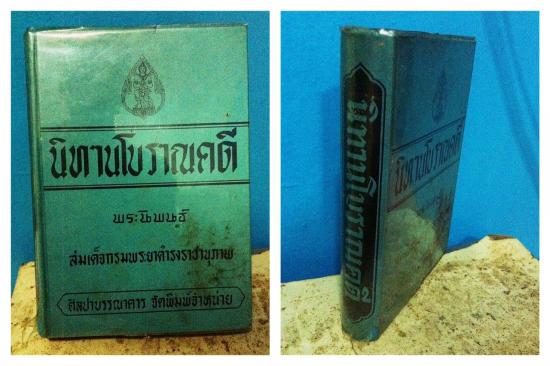 นิทานโบราณคดี
พระนิพนธ์
สมเด็จกรมพระยาดำรงราชานุภาพ
ศิลปาบรรณาคาร จัดพิมพ์จำหน่าย
นิทานโบราณคดี
นิทานโบราณคดี